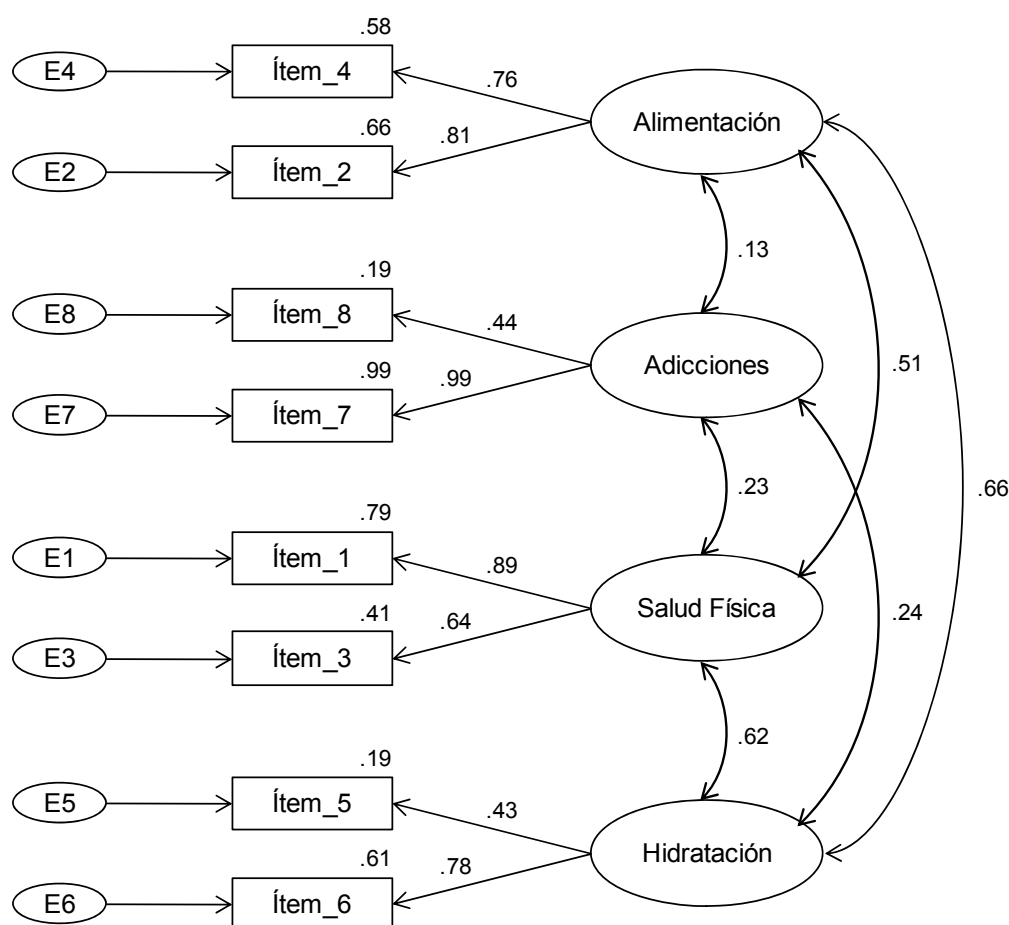 .58
E4 Ítem_4 .76
Alimentación
.66
E2 Ítem_2 .81
.13
.19
E8 Ítem_8 .44
Adicciones .51
.99
E7 Ítem_7 .99
.23 .66
.79
E1 Ítem_1 .89
Salud Física .24
.41
E3 Ítem_3 .64
.62
.19
E5 Ítem_5 .43
Hidratación
.61
E6 Ítem_6 .78